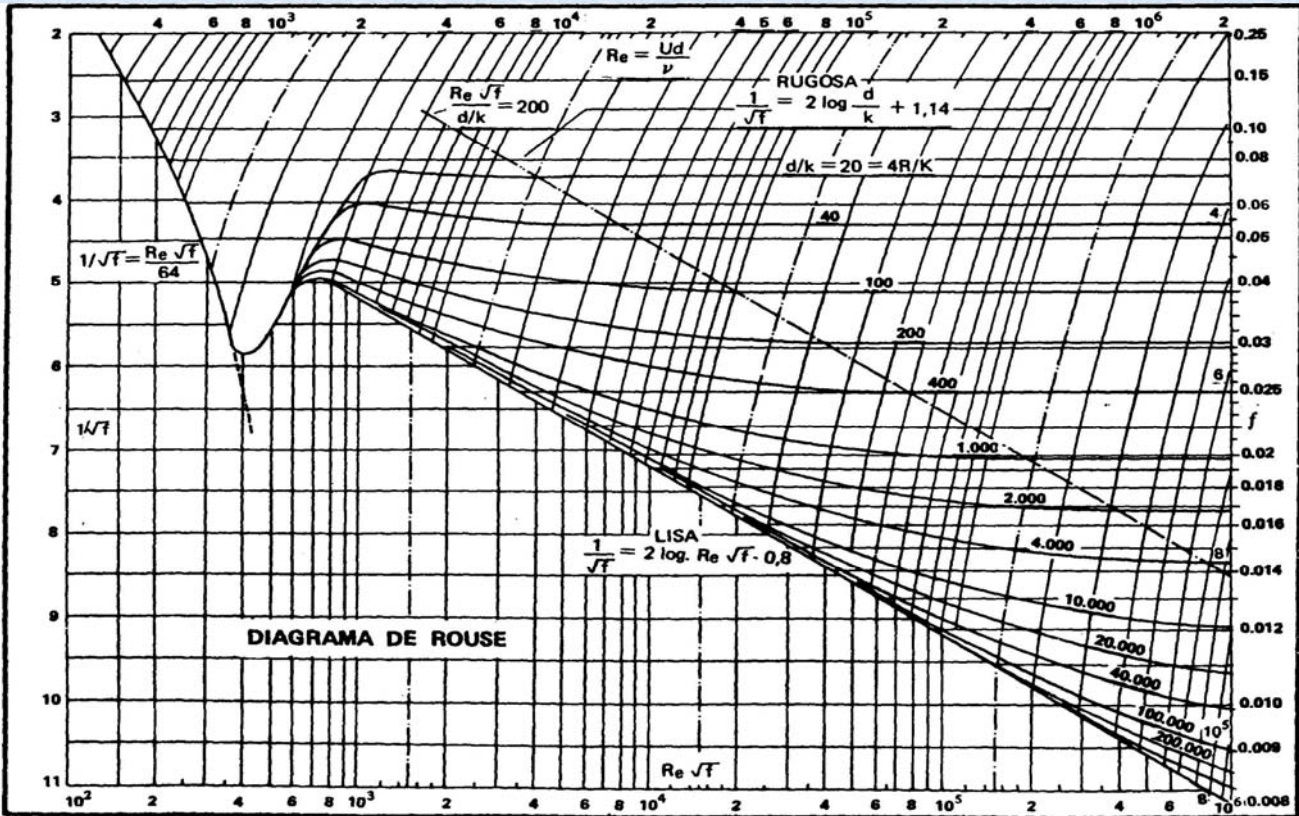 4 6 8 10³ 2 4 6 8 10⁴ 2 4 5 6 8 10⁵ 2 4 6 8 10⁶ 2
2 3 4 5 6 7 8 9 10 11
1/√f
Re = Ud/ν
Re √f / d/k = 200
RUGOSA
1/√f = 2 log d/k + 1,14
d/k = 20 = 4R/K
40
100
200
400
1.000
2.000
4.000
10.000
20.000
40.000
100.000
200.000
1/√f = Re √f / 64
LISA
1/√f = 2 log. Re √f - 0,8
DIAGRAMA DE ROUSE
Re √f
10² 2 4 6 8 10³ 2 4 6 8 10⁴ 2 4 6 8 10⁵ 2 4 6 8 10⁶
4
6
8
10⁵
0.25
0.15
0.10
0.08
0.06
0.05
0.04
0.03
0.025
f
0.02
0.018
0.016
0.014
0.012
0.010
0.009
0.008